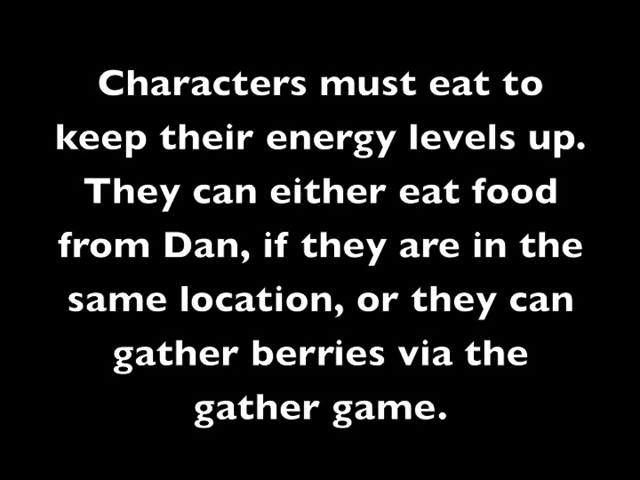 Characters must eat to
keep their energy levels up.
They can either eat food
from Dan, if they are in the
same location, or they can
gather berries via the
gather game.